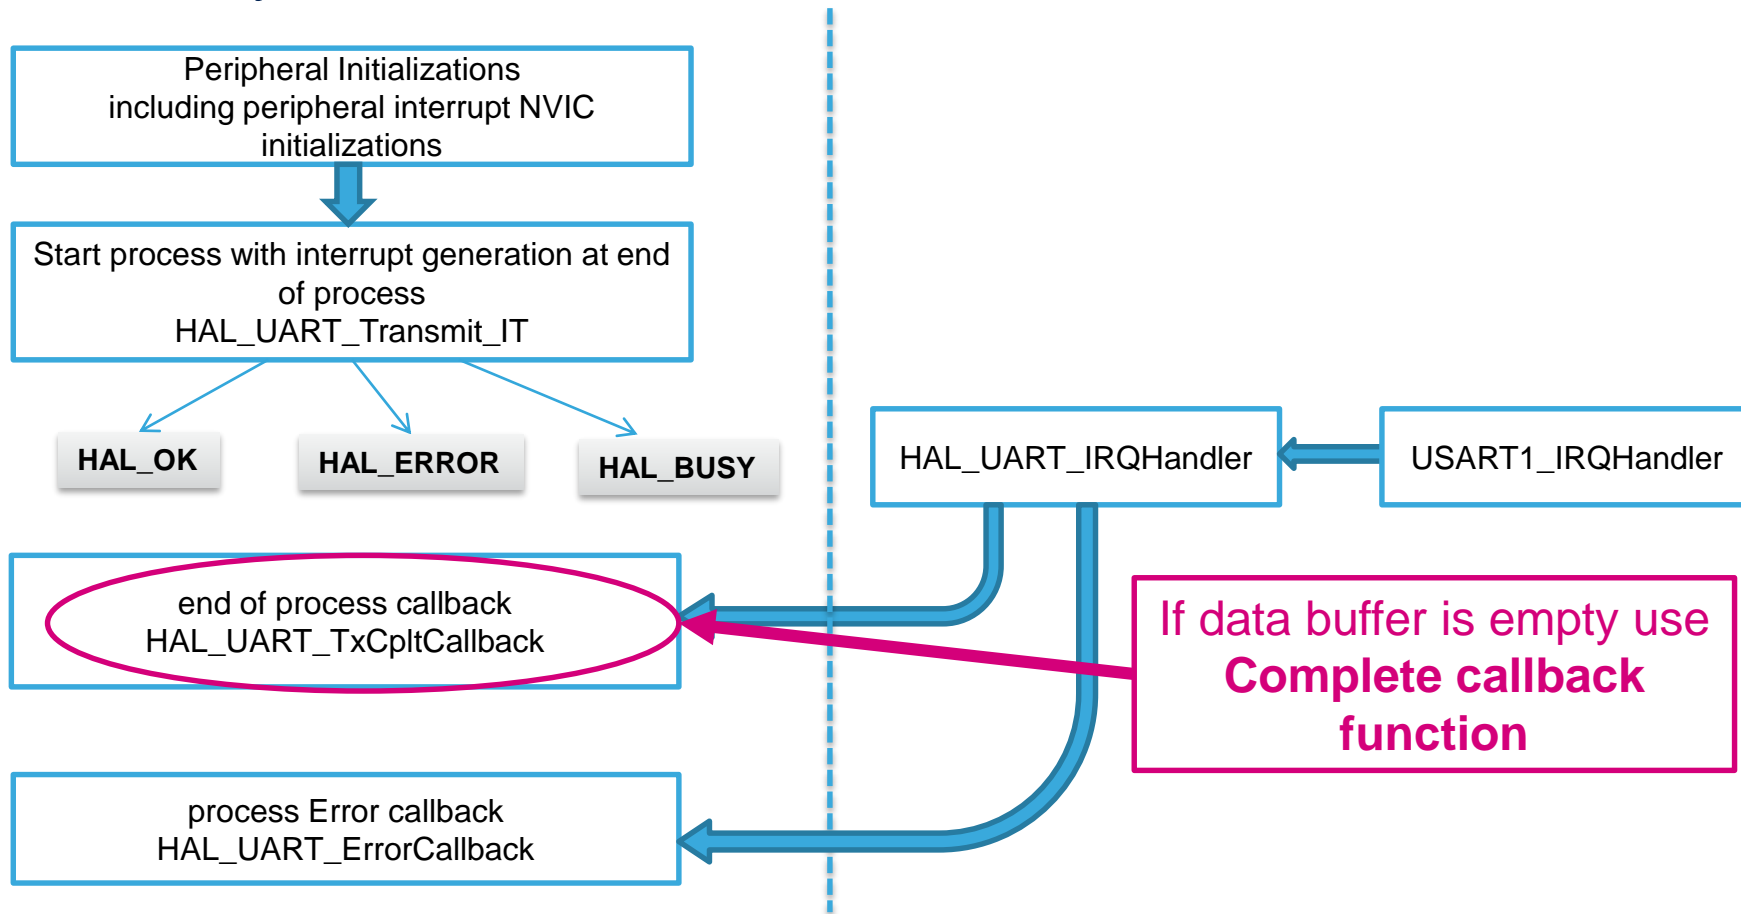 Peripheral Initializations
including peripheral interrupt NVIC
initializations
Start process with interrupt generation at end
of process
HAL_UART_Transmit_IT
HAL_OK
HAL_ERROR
HAL_BUSY
HAL_UART_IRQHandler
USART1_IRQHandler
end of process callback
HAL_UART_TxCpltCallback
If data buffer is empty use
Complete callback
function
process Error callback
HAL_UART_ErrorCallback